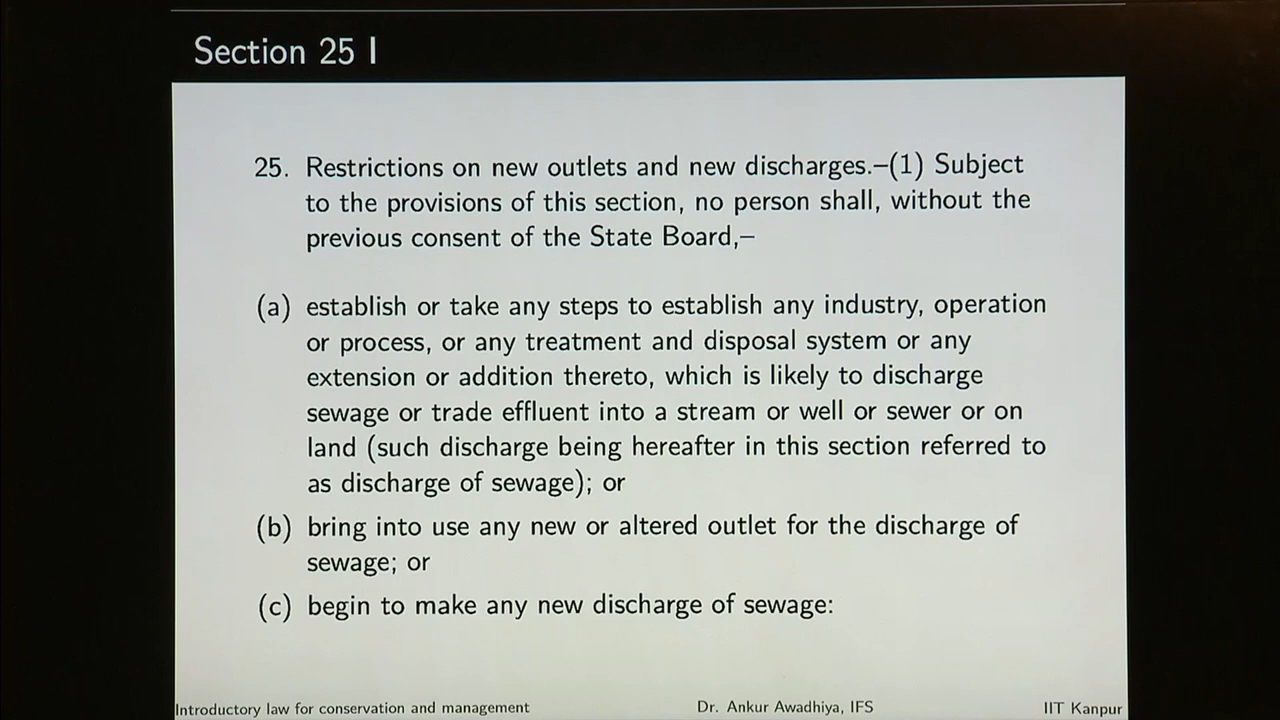 Section 25 I
25. Restrictions on new outlets and new discharges.–(1) Subject
to the provisions of this section, no person shall, without the
previous consent of the State Board,–
(a) establish or take any steps to establish any industry, operation
or process, or any treatment and disposal system or any
extension or addition thereto, which is likely to discharge
sewage or trade effluent into a stream or well or sewer or on
land (such discharge being hereafter in this section referred to
as discharge of sewage); or
(b) bring into use any new or altered outlet for the discharge of
sewage; or
(c) begin to make any new discharge of sewage:
Introductory law for conservation and management Dr. Ankur Awadhiya, IFS IIT Kanpur